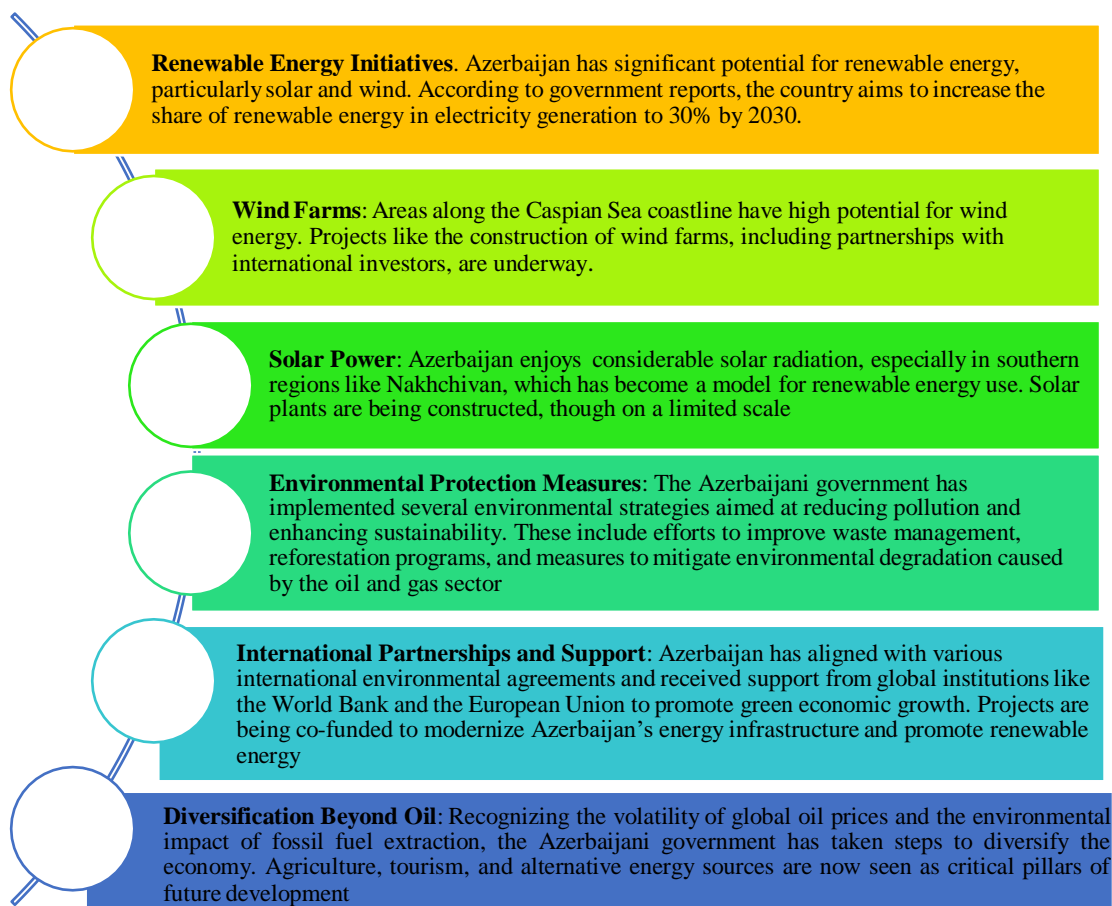 Renewable Energy Initiatives. Azerbaijan has significant potential for renewable energy,
particularly solar and wind. According to government reports, the country aims to increase the
share of renewable energy in electricity generation to 30% by 2030.
Wind Farms: Areas along the Caspian Sea coastline have high potential for wind
energy. Projects like the construction of wind farms, including partnerships with
international investors, are underway.
Solar Power: Azerbaijan enjoys considerable solar radiation, especially in southern
regions like Nakhchivan, which has become a model for renewable energy use. Solar
plants are being constructed, though on a limited scale
Environmental Protection Measures: The Azerbaijani government has
implemented several environmental strategies aimed at reducing pollution and
enhancing sustainability. These include efforts to improve waste management,
reforestation programs, and measures to mitigate environmental degradation caused
by the oil and gas sector
International Partnerships and Support: Azerbaijan has aligned with various
international environmental agreements and received support from global institutions like
the World Bank and the European Union to promote green economic growth. Projects are
being co-funded to modernize Azerbaijan's energy infrastructure and promote renewable
energy
Diversification Beyond Oil: Recognizing the volatility of global oil prices and the environmental
impact of fossil fuel extraction, the Azerbaijani government has taken steps to diversify the
economy. Agriculture, tourism, and alternative energy sources are now seen as critical pillars of
future development